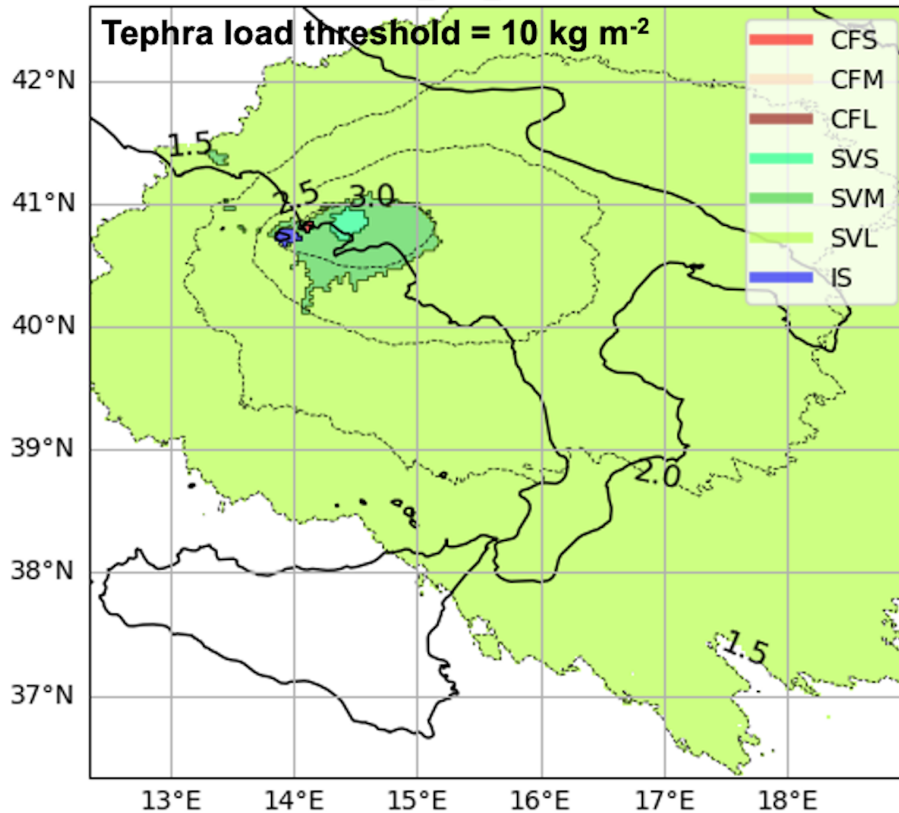 Tephra load threshold = 10 kg m-2
CFS
CFM
CFL
SVS
SVM
SVL
IS
42°N
41°N
40°N
39°N
38°N
37°N
1.5
2.5
3.0
2.0
1.5
13°E
14°E
15°E
16°E
17°E
18°E